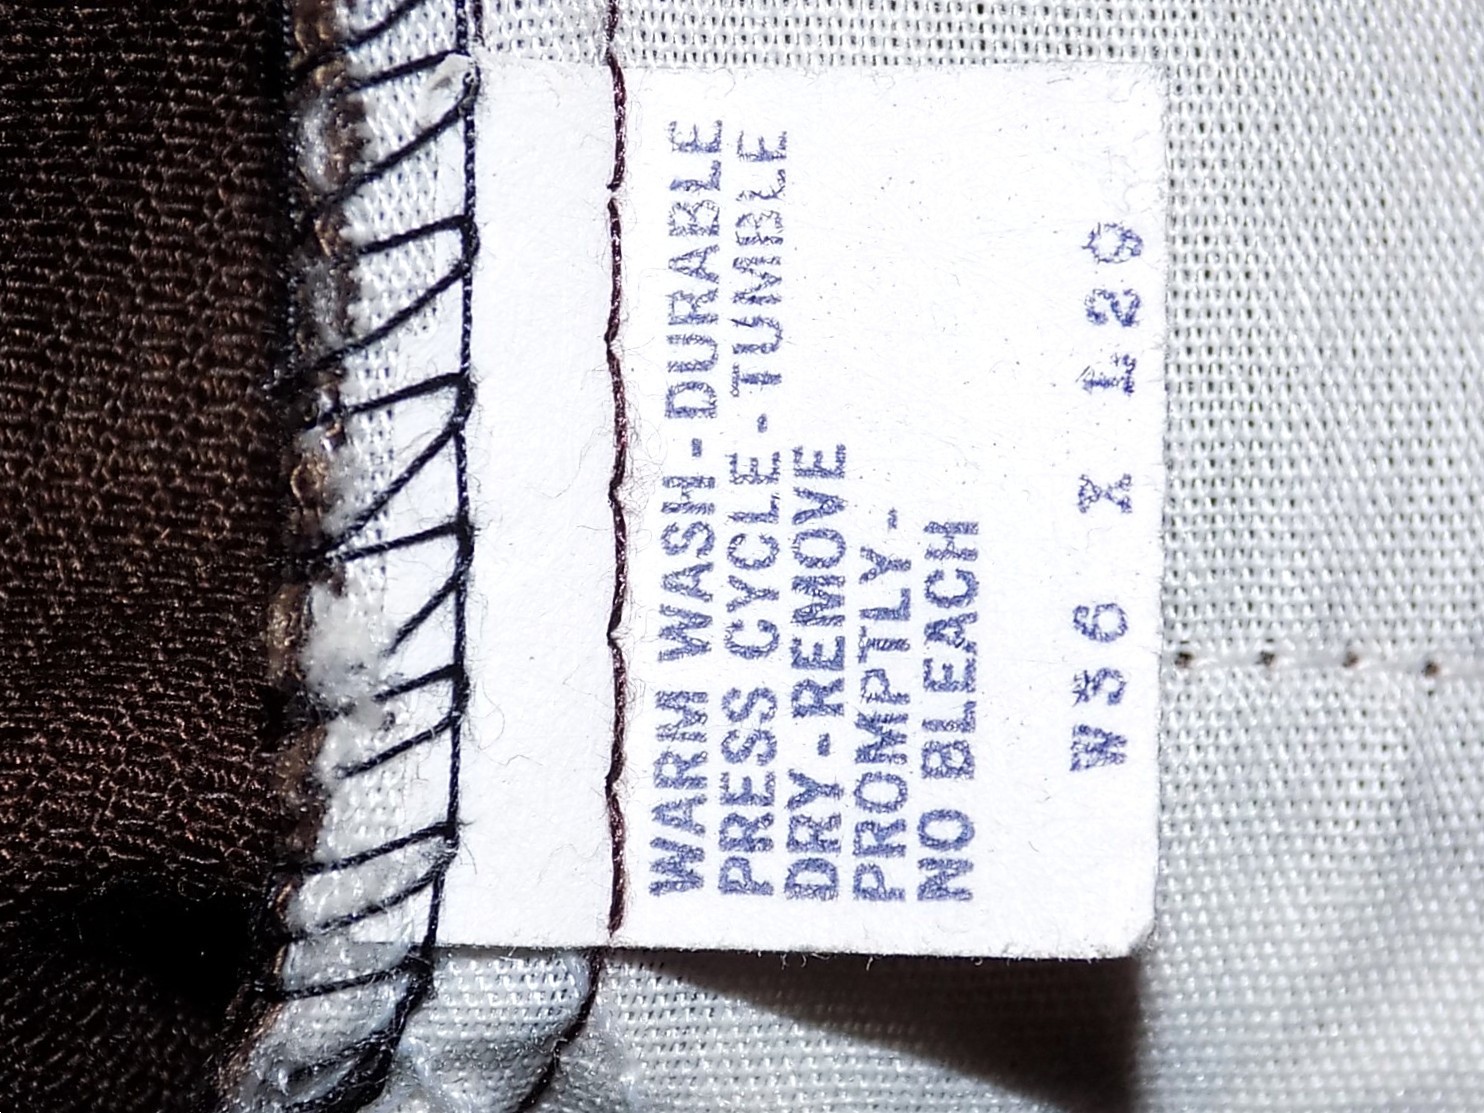 WARM WASH-DURABLE
PRESS CYCLE-TUMBLE
DRY-REMOVE
PROMPTLY-
NO BLEACH
W36 X L29